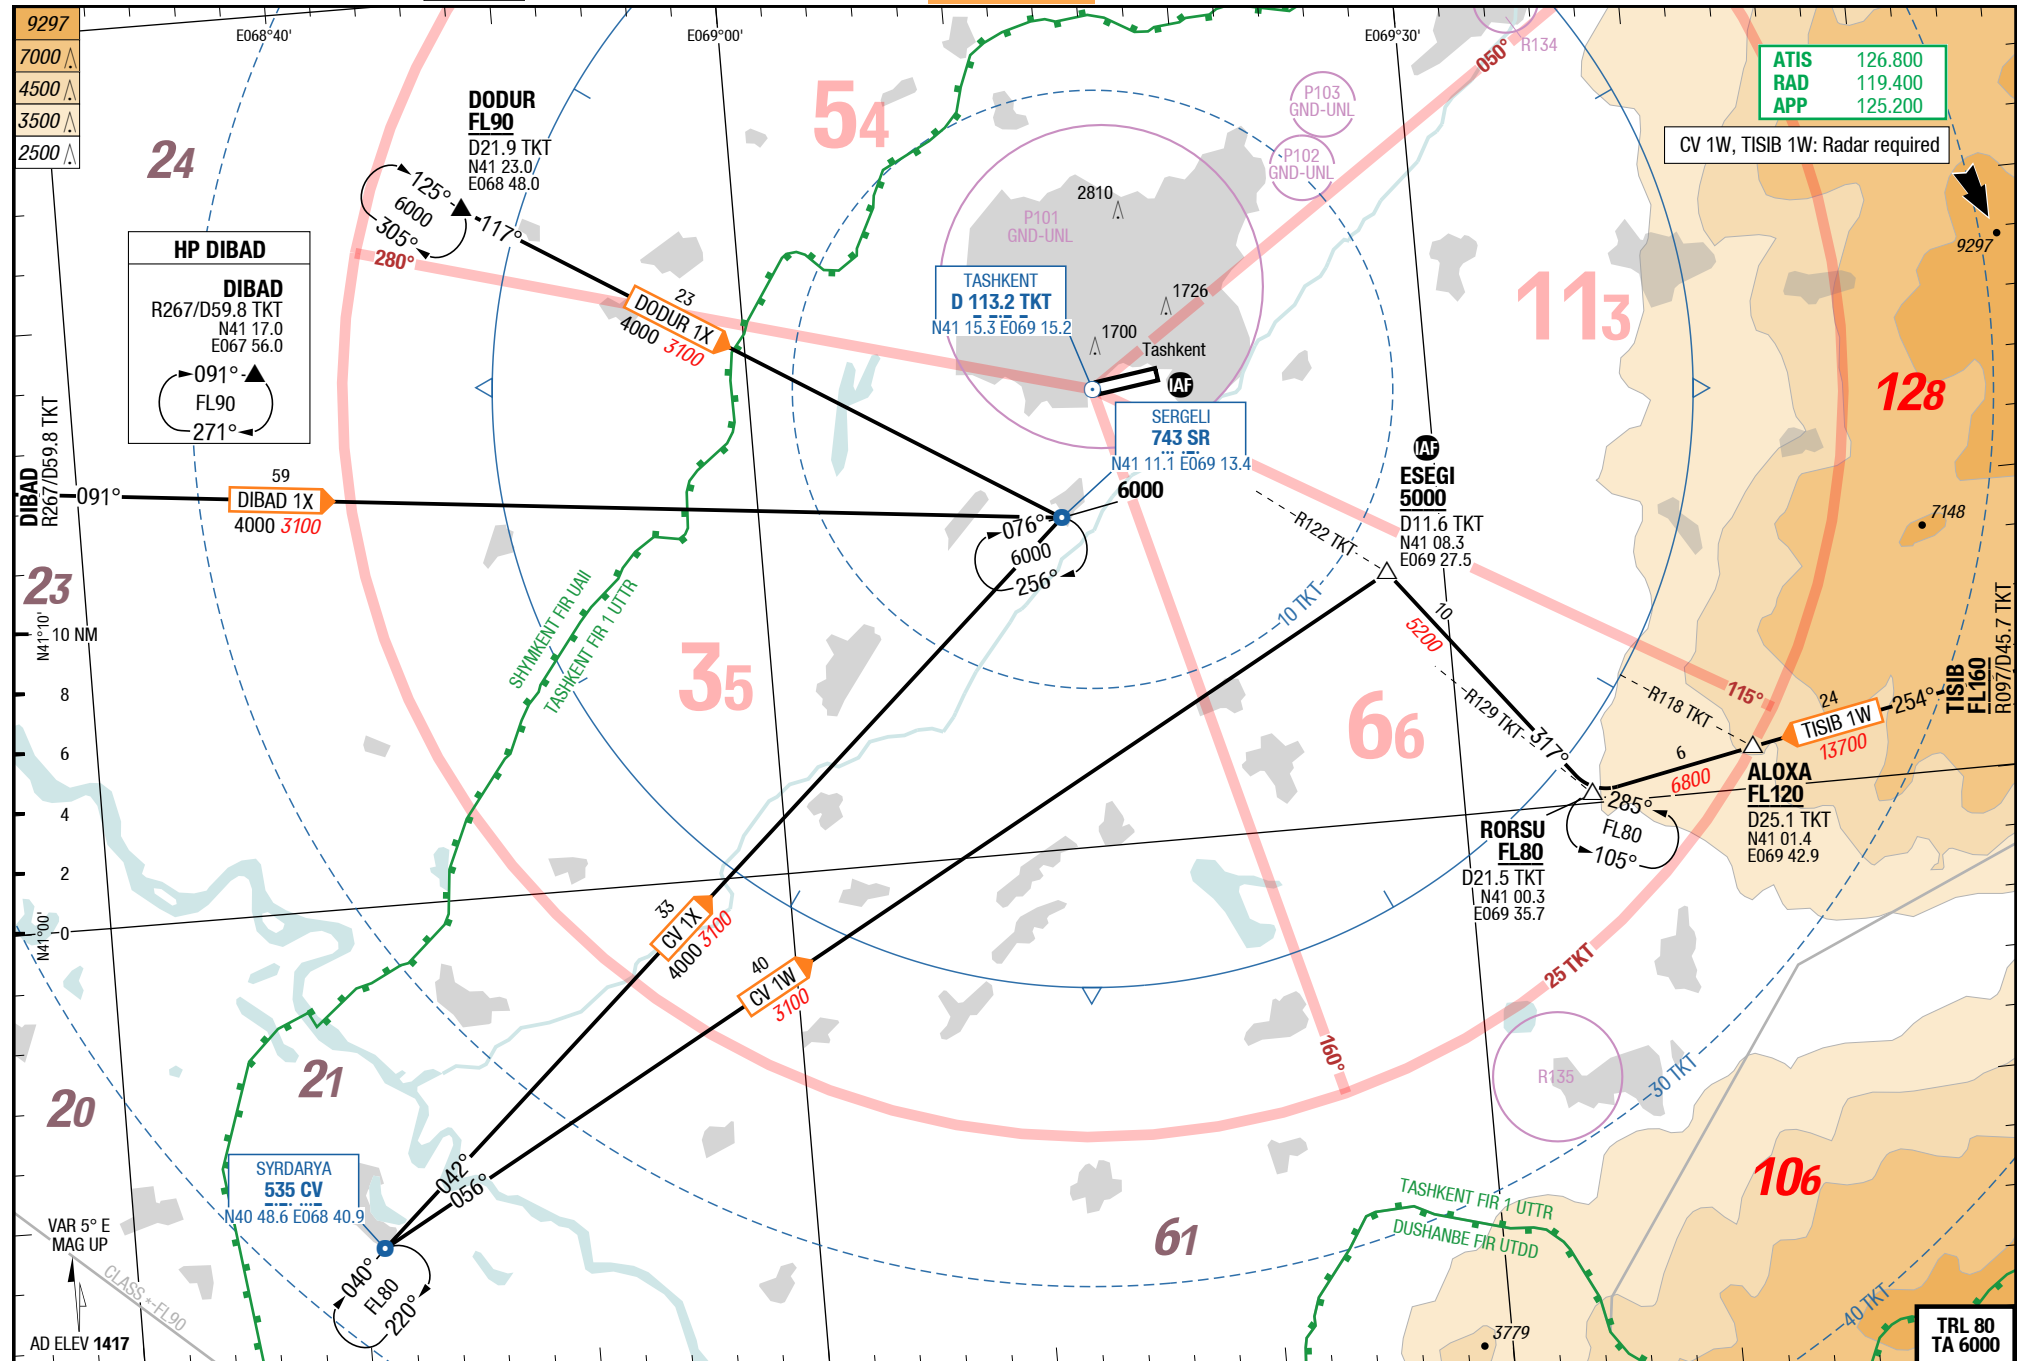 9297
7000
4500
3500
2500
E068°40'
E069°00'
E069°30'
24
54
113
128
23
35
66
21
20
61
106
050°
R134
P103
GND-UNL
P102
GND-UNL
P101
GND-UNL
ATIS 126.800
RAD 119.400
APP 125.200
CV 1W, TISIB 1W: Radar required
9297
DODUR
FL90
D21.9 TKT
N41 23.0
E068 48.0
125°
6000
305°
117°
280°
HP DIBAD
DIBAD
R267/D59.8 TKT
N41 17.0
E067 56.0
091°
FL90
271°
23
DODUR 1X
4000 3100
2810
1726
1700
Tashkent
TASHKENT
D 113.2 TKT
N41 15.3 E069 15.2
IAF
SERGELI
743 SR
N41 11.1 E069 13.4
6000
076°
6000
256°
DIBAD
R267/D59.8 TKT
091°
59
DIBAD 1X
4000 3100
IAF
ESEGI
5000
D11.6 TKT
N41 08.3
E069 27.5
R122 TKT
10 TKT
7148
SHYMKENT FIR UAII
TASHKENT FIR 1 UTTR
N41°10'
10 NM
8
6
4
2
0
N41°00'
10
5200
R129 TKT
317°
R118 TKT
115°
24
TISIB 1W
13700
254°
TISIB
FL160
R097/D45.7 TKT
6
6800
ALOXA
FL120
D25.1 TKT
N41 01.4
E069 42.9
285°
FL80
105°
RORSU
FL80
D21.5 TKT
N41 00.3
E069 35.7
33
CV 1X
4000 3100
40
CV 1W
3100
25 TKT
160°
R135
30 TKT
40 TKT
SYRDARYA
535 CV
N40 48.6 E068 40.9
042°
056°
040°
FL80
220°
VAR 5° E
MAG UP
CLASS *-FL90
AD ELEV 1417
TASHKENT FIR 1 UTTR
DUSHANBE FIR UTDD
3779
TRL 80
TA 6000